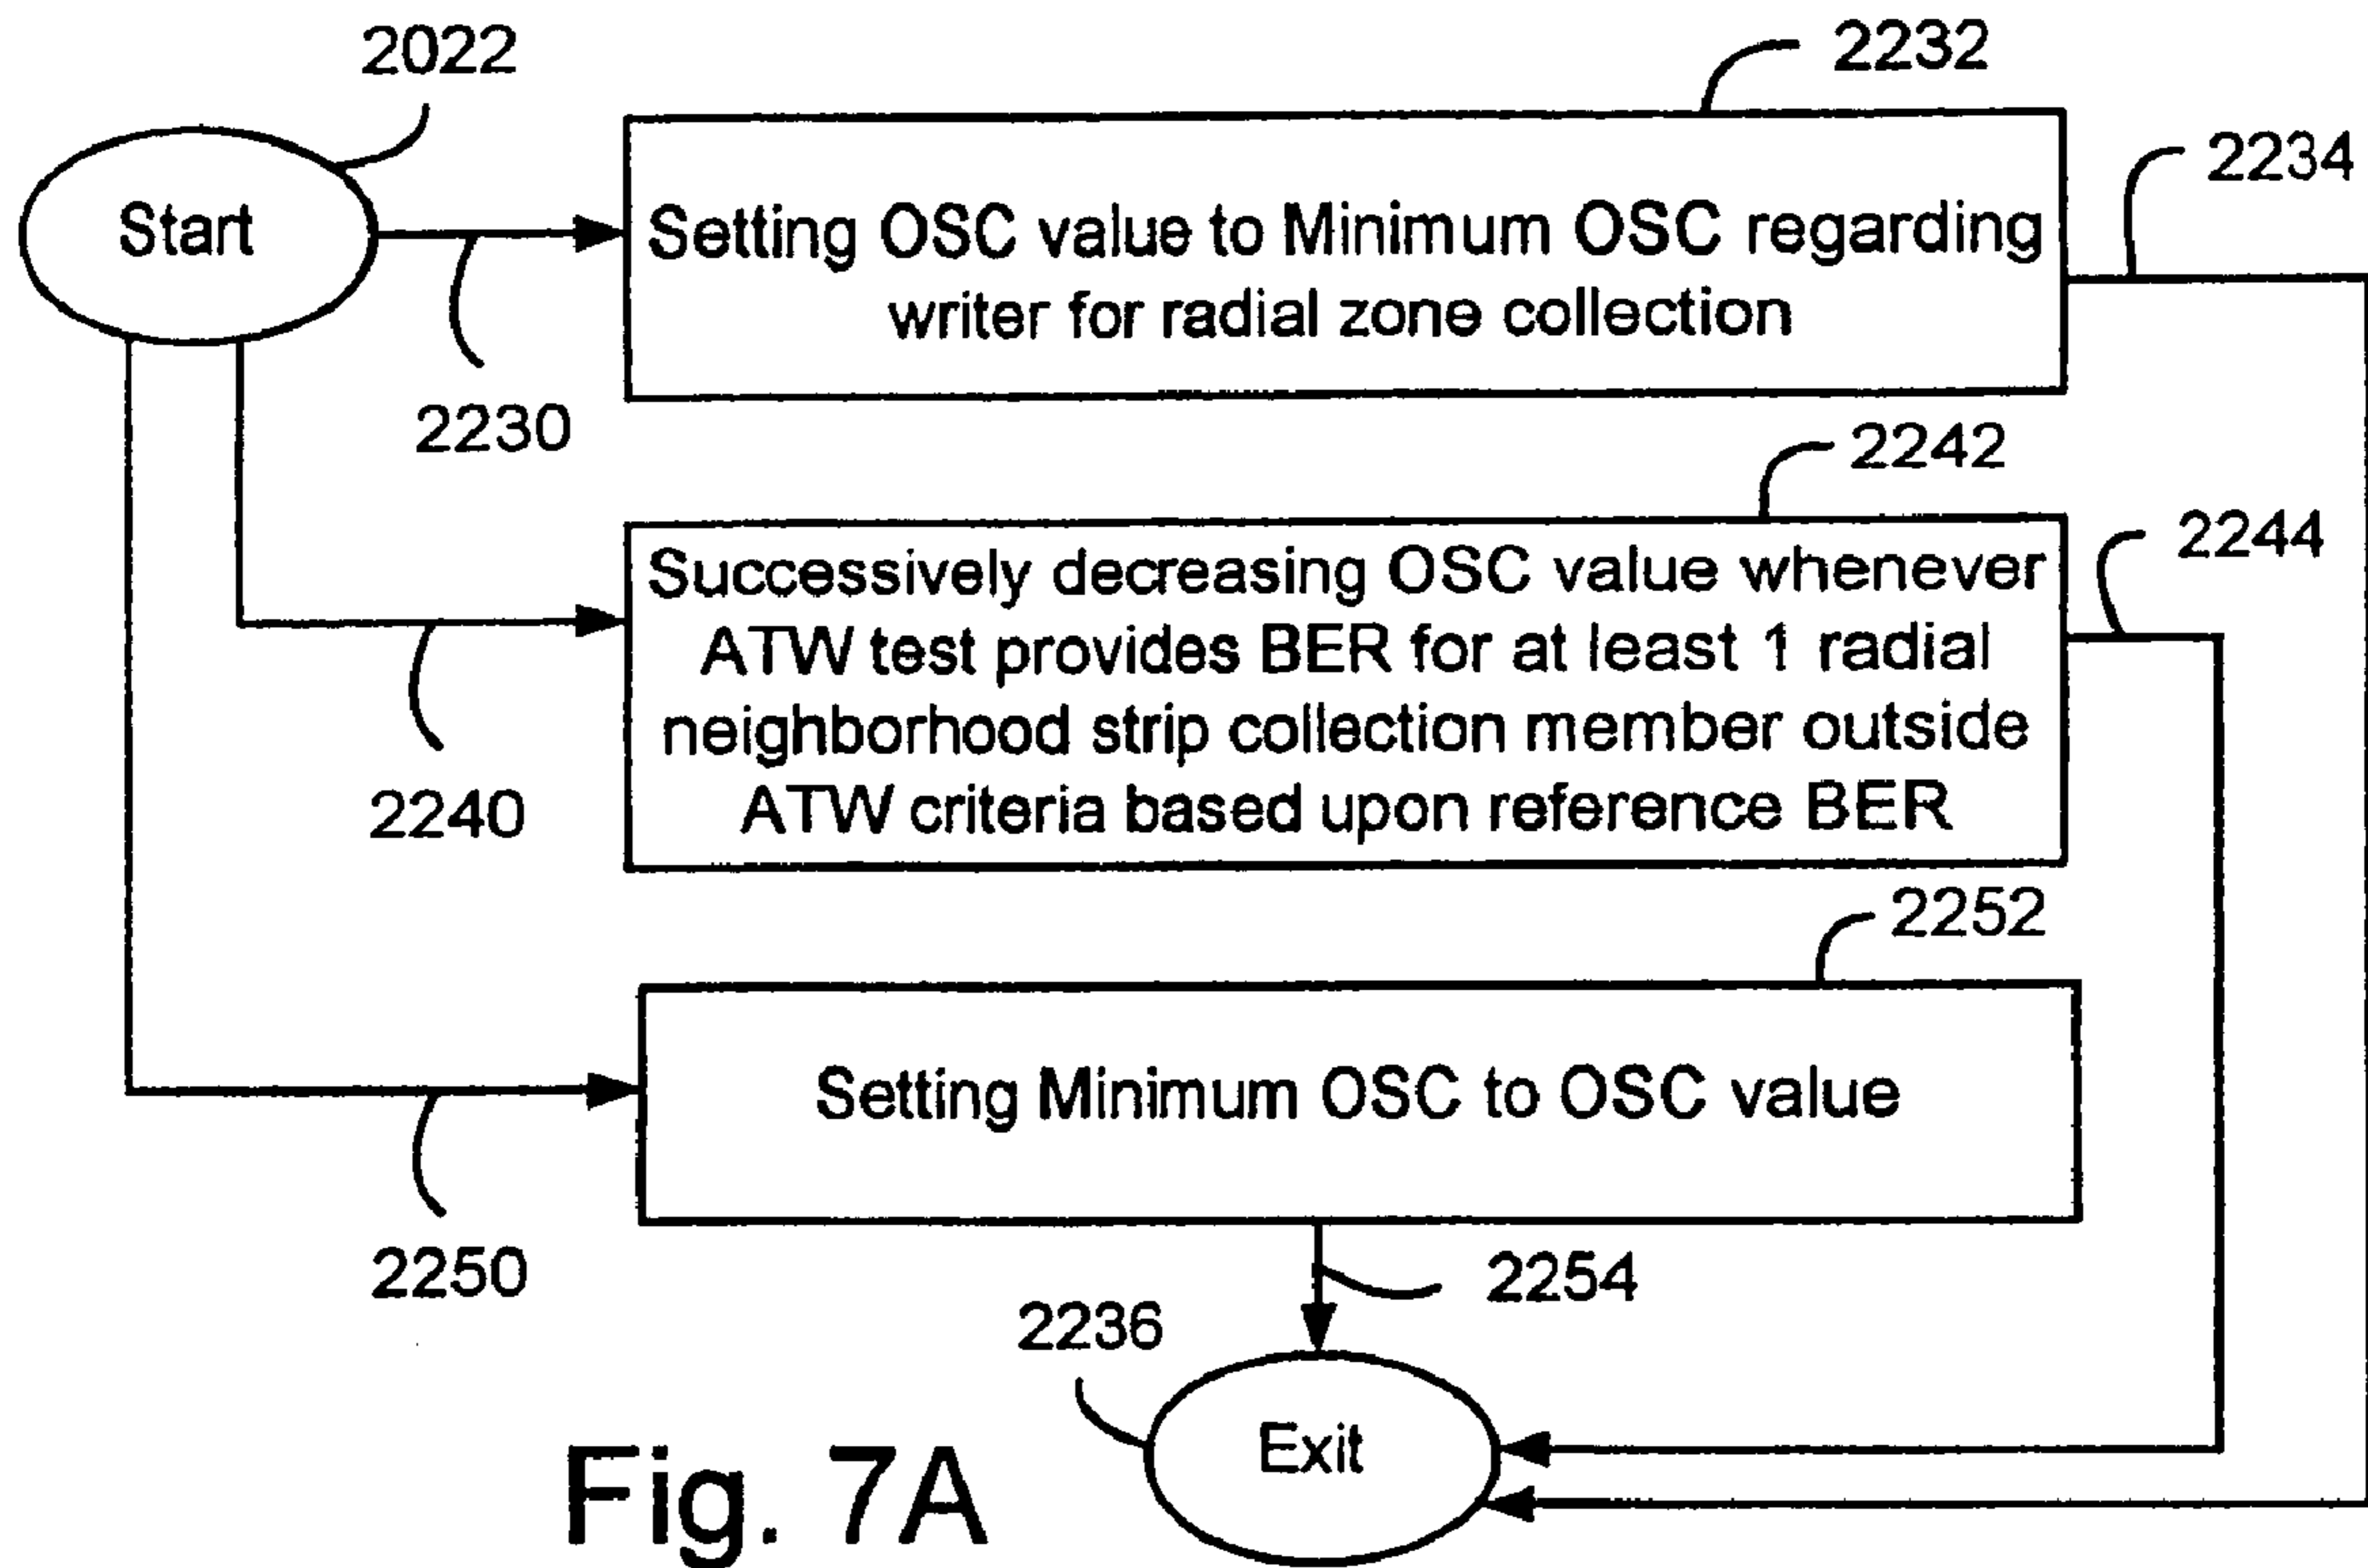 2022
2232
2234
Start
Setting OSC value to Minimum OSC regarding
writer for radial zone collection
2230
2242
2244
Successively decreasing OSC value whenever
ATW test provides BER for at least 1 radial
neighborhood strip collection member outside
ATW criteria based upon reference BER
2240
2252
Setting Minimum OSC to OSC value
2250
2254
2236
Exit
Fig. 7A